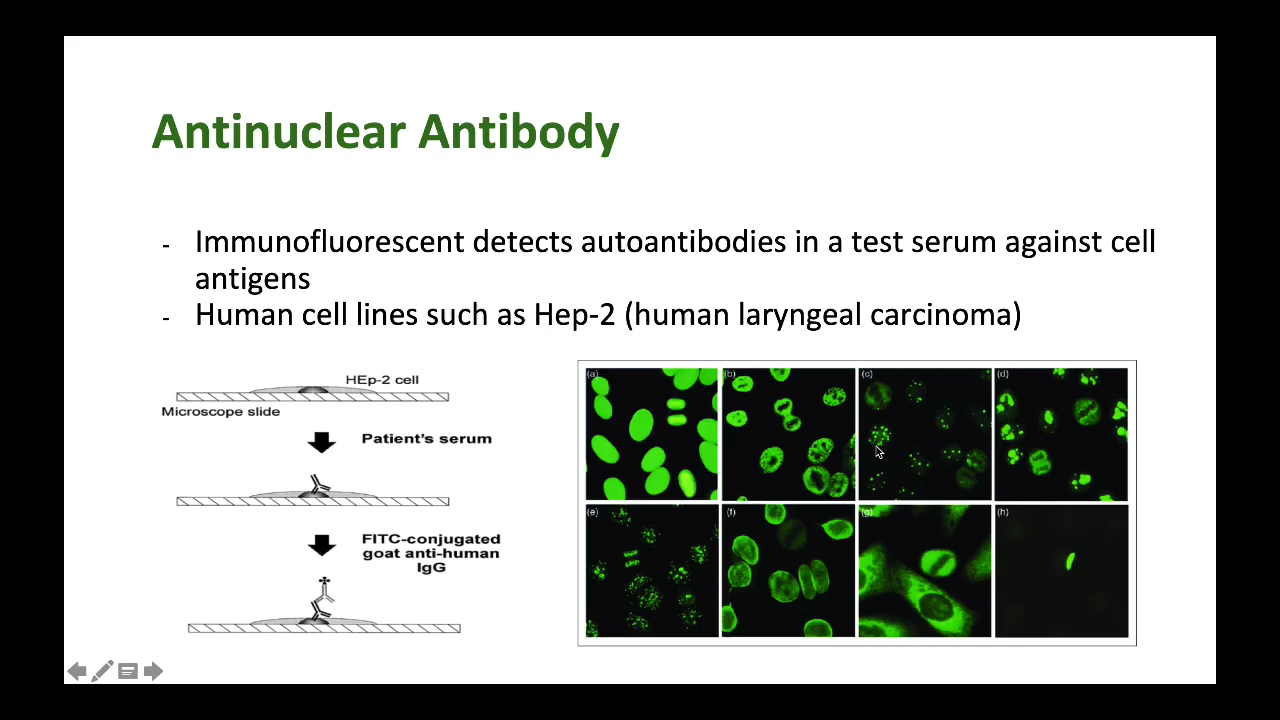 Antinuclear Antibody
- Immunofluorescent detects autoantibodies in a test serum against cell
antigens
- Human cell lines such as Hep-2 (human laryngeal carcinoma)
HEp-2 cell
Microscope slide
Patient's serum
FITC-conjugated
goat anti-human
IgG
(a) (b) (c) (d)
(e) (f) (g) (h)